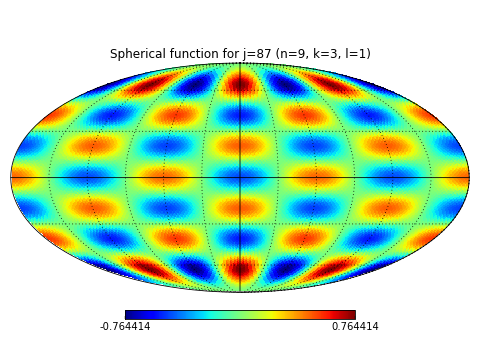 Spherical function for j=87 (n=9, k=3, l=1)
-0.764414 0.764414